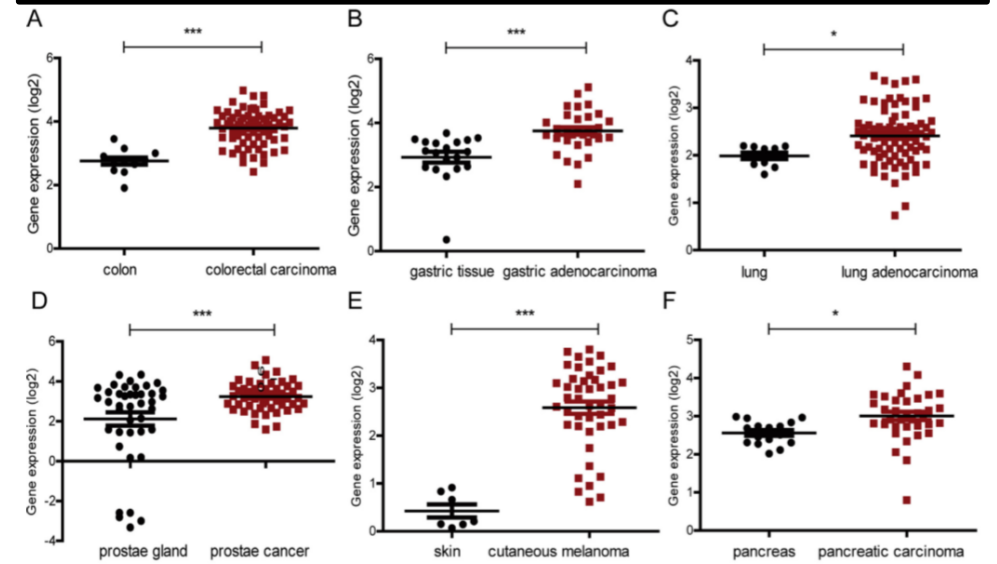 A
***
Gene expression (log2)
6
4
2
0
colon
colorectal carcinoma
B
***
Gene expression (log2)
6
4
2
0
gastric tissue
gastric adenocarcinoma
C
*
Gene expression (log2)
4
3
2
1
0
lung
lung adenocarcinoma
D
***
Gene expression (log2)
6
4
2
0
-2
-4
prostae gland
prostae cancer
E
***
Gene expression (log2)
4
3
2
1
0
skin
cutaneous melanoma
F
*
Gene expression (log2)
5
4
3
2
1
0
pancreas
pancreatic carcinoma